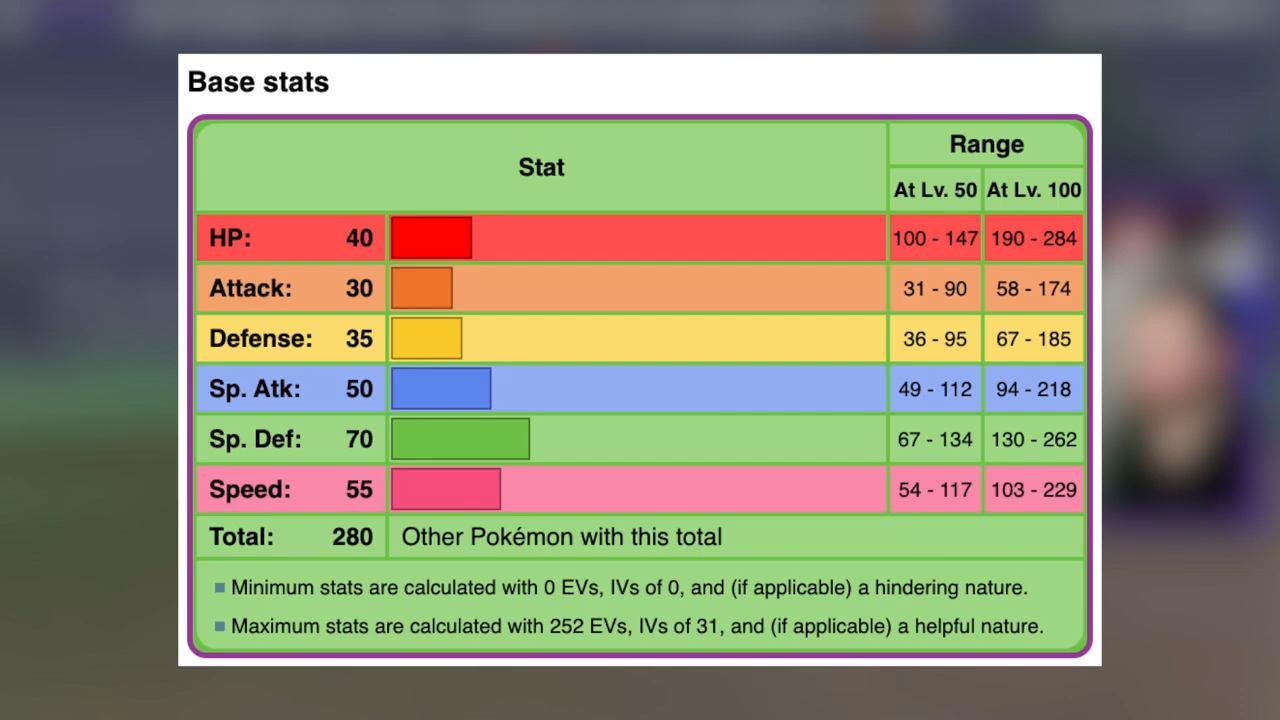 Base stats
Stat
Range
At Lv. 50 At Lv. 100
HP: 40 100 - 147 190 - 284
Attack: 30 31 - 90 58 - 174
Defense: 35 36 - 95 67 - 185
Sp. Atk: 50 49 - 112 94 - 218
Sp. Def: 70 67 - 134 130 - 262
Speed: 55 54 - 117 103 - 229
Total: 280 Other Pokémon with this total
Minimum stats are calculated with 0 EVs, IVs of 0, and (if applicable) a hindering nature.
Maximum stats are calculated with 252 EVs, IVs of 31, and (if applicable) a helpful nature.